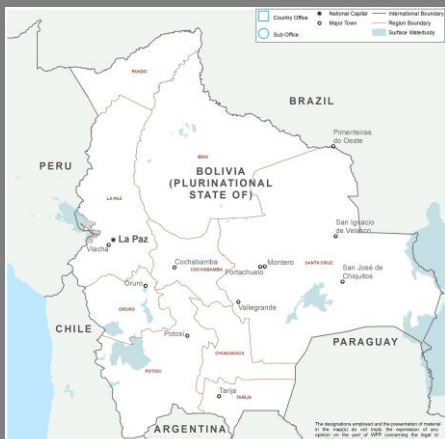 Country Office
Sub Office
National Capital
Major Town
International Boundary
Region Boundary
Surface Waterbody
PANDO
BRAZIL
Pimenteiras
do Oeste
PERU
BENI
BOLIVIA
(PLURINATIONAL
STATE OF)
LA PAZ
La Paz
Viacha
San Ignacio
de Velasco
Cochabamba
COCHABAMBA
Montero
Portachuelo
SANTA CRUZ
San José de
Chiquitos
Oruro
ORURO
Vallegrande
CHILE
Potosí
PARAGUAY
CHUQUISACA
POTOSI
Tarija
TARIJA
ARGENTINA
The designations employed and the presentation of material
in the map(s) do not imply the expression of any
opinion on the part of WFP concerning the legal or